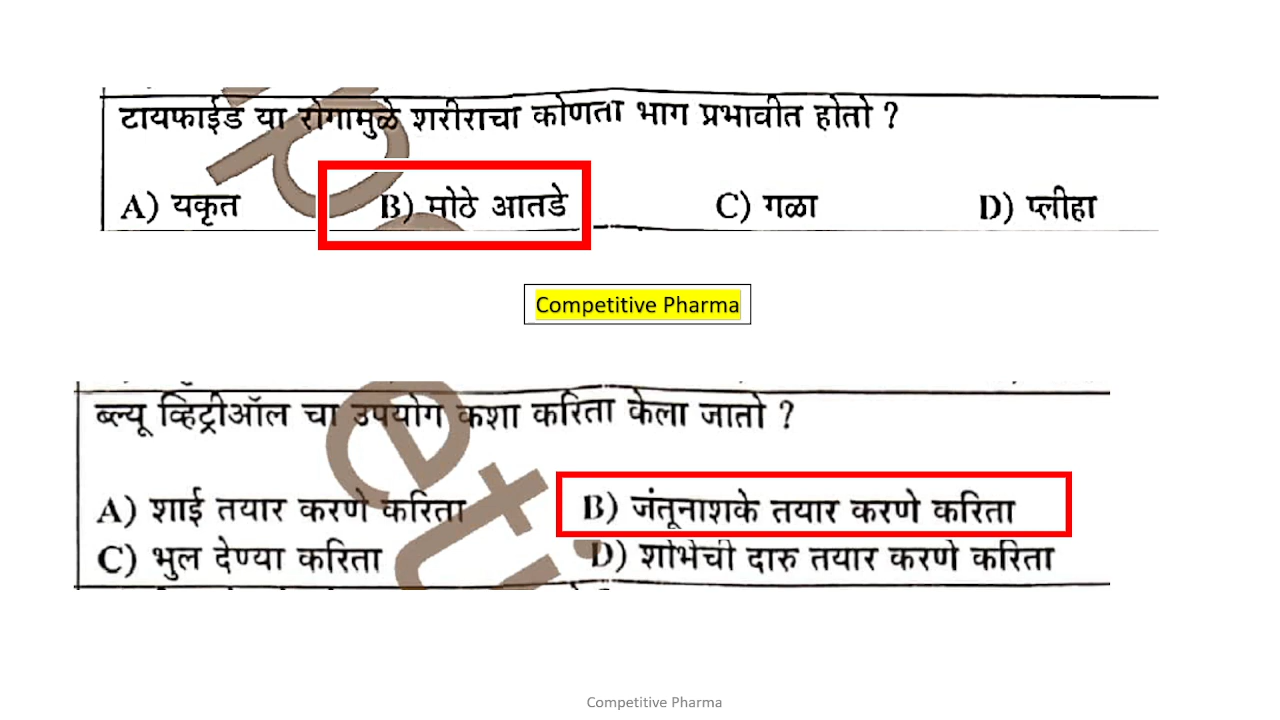 टायफाईड या रोगामुळे शरीराचा कोणता भाग प्रभावीत होतो ?
A) यकृत B) मोठे आतडे C) गळा D) प्लीहा
Competitive Pharma
ब्ल्यू व्हिट्रीऑल चा उपयोग कशा करिता केला जातो ?
A) शाई तयार करणे करिता B) जंतूनाशके तयार करणे करिता
C) भुल देण्या करिता D) शोभेची दारु तयार करणे करिता
Competitive Pharma